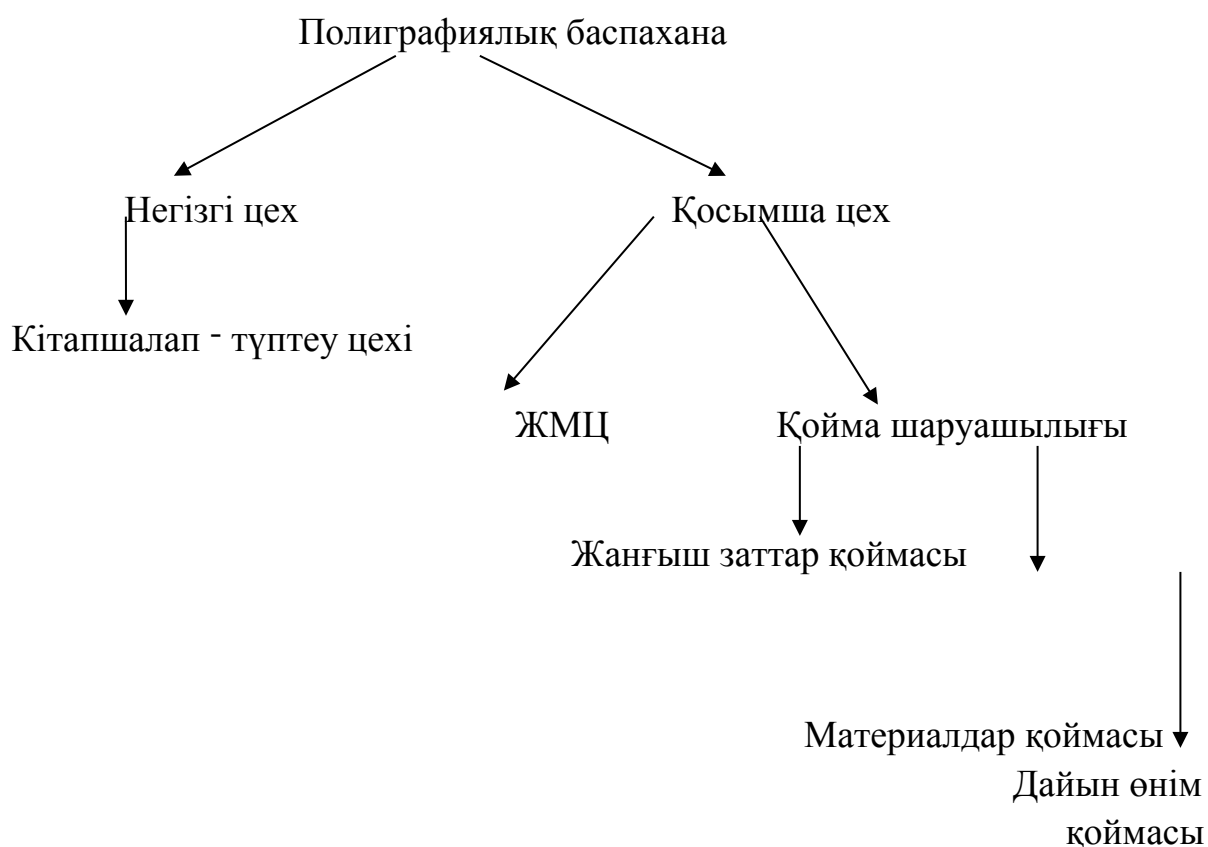 Полиграфиялық баспахана
Негізгі цех
Қосымша цех
Кітапшалап - түптеу цехі
ЖМЦ
Қойма шаруашылығы
Жанғыш заттар қоймасы
Материалдар қоймасы
Дайын өнім
қоймасы